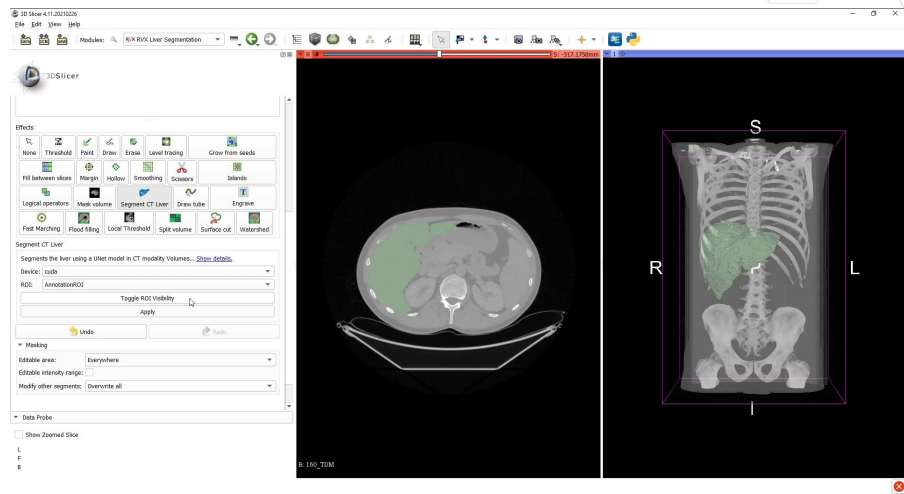 3D Slicer 4.11.20210226
File Edit View Help
DATA DCM SAVE Modules: RVX Liver Segmentation
3DSlicer
R S: -317.1750mm 1
Effects
None Threshold Paint Draw Erase Level tracing Grow from seeds
Fill between slices Margin Hollow Smoothing Scissors Islands
Logical operators Mask volume Segment CT Liver Draw tube Engrave
Fast Marching Flood filling Local Threshold Split volume Surface cut Watershed
Segment CT Liver
Segments the liver using a UNet model in CT modality Volumes... Show details.
Device: cuda
ROI: AnnotationROI
Toggle ROI Visibility
Apply
Undo Redo
Masking
Editable area: Everywhere
Editable intensity range:
Modify other segments: Overwrite all
Data Probe
Show Zoomed Slice
L
F
B
B: 160_TDM
S
R L
I